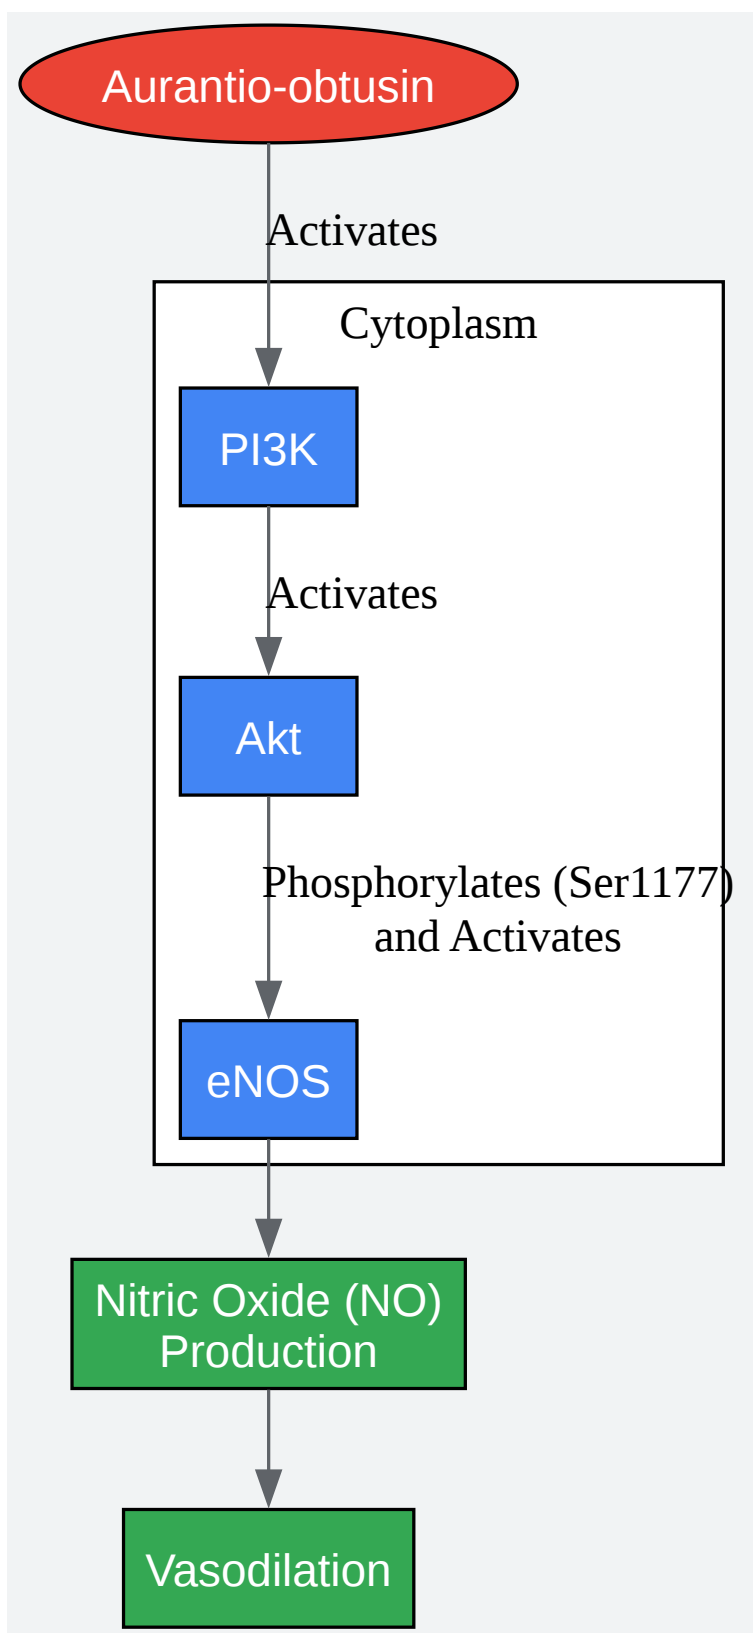 Aurantio-obtusin
Activates
Cytoplasm
PI3K
Activates
Akt
Phosphorylates (Ser1177)
and Activates
eNOS
Nitric Oxide (NO)
Production
Vasodilation